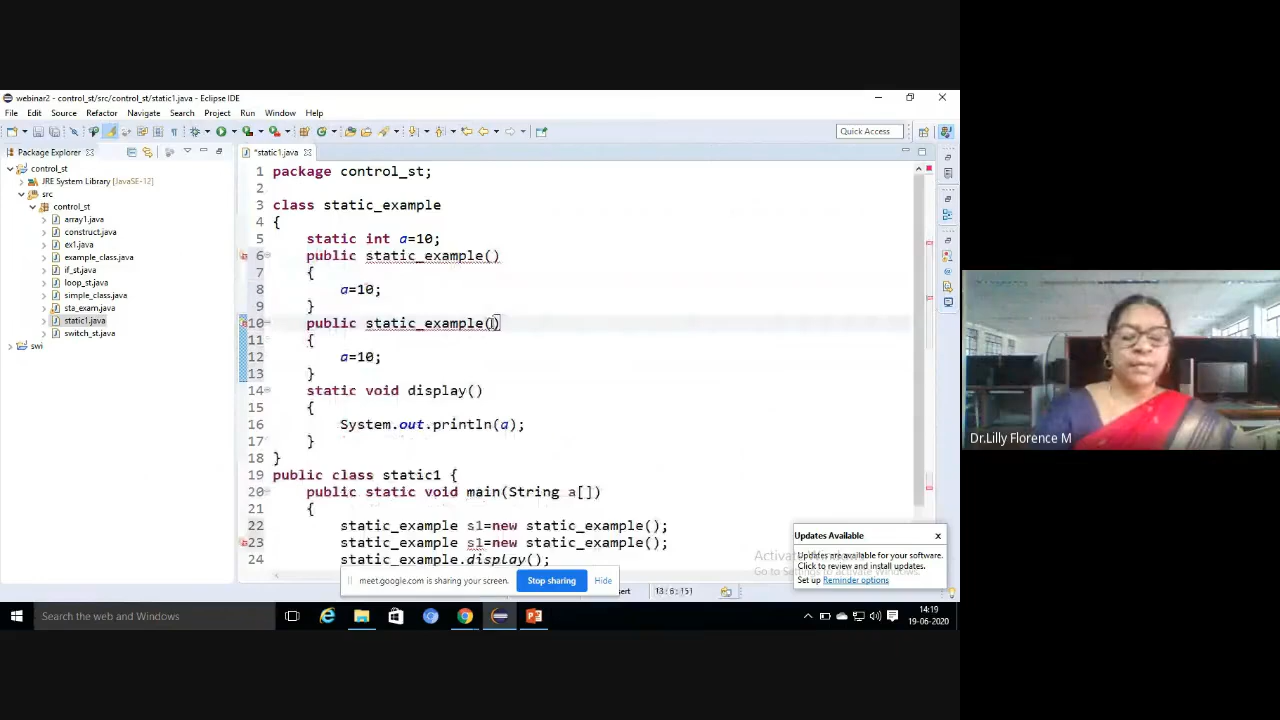 webinar2 - control_st/src/control_st/static1.java - Eclipse IDE
File Edit Source Refactor Navigate Search Project Run Window Help
Quick Access
Package Explorer
*static1.java
control_st
JRE System Library [JavaSE-12]
src
control_st
array1.java
construct.java
ex1.java
example_class.java
if_st.java
loop_st.java
simple_class.java
sta_exam.java
static1.java
switch_st.java
swi
1 package control_st;
2
3 class static_example
4 {
5 static int a=10;
6 public static_example()
7 {
8 a=10;
9 }
10 public static_example()
11 {
12 a=10;
13 }
14 static void display()
15 {
16 System.out.println(a);
17 }
18 }
19 public class static1 {
20 public static void main(String a[])
21 {
22 static_example s1=new static_example();
23 static_example s1=new static_example();
24 static_example.display();
Updates Available
Updates are available for your software.
Click to review and install updates.
Set up Reminder options
meet.google.com is sharing your screen.
Stop sharing
Hide
13 : 6 : 151
Search the web and Windows
14:19
19-06-2020
Dr.Lilly Florence M